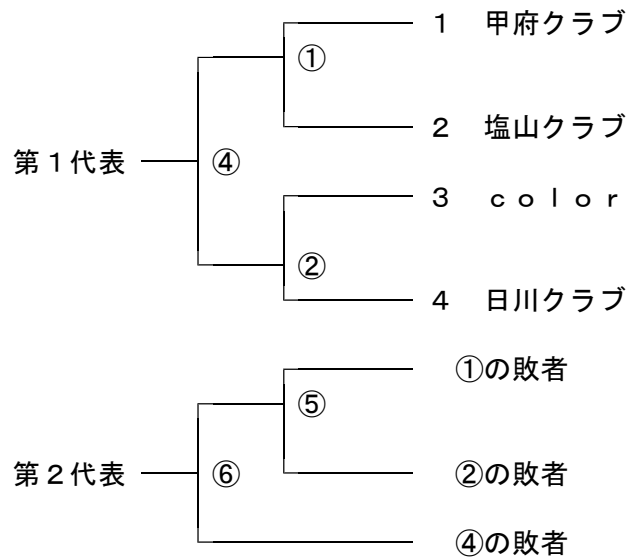 1 甲府クラブ
①
2 塩山クラブ
第1代表
④
3 color
②
4 日川クラブ
①の敗者
⑤
第2代表
⑥
②の敗者
④の敗者